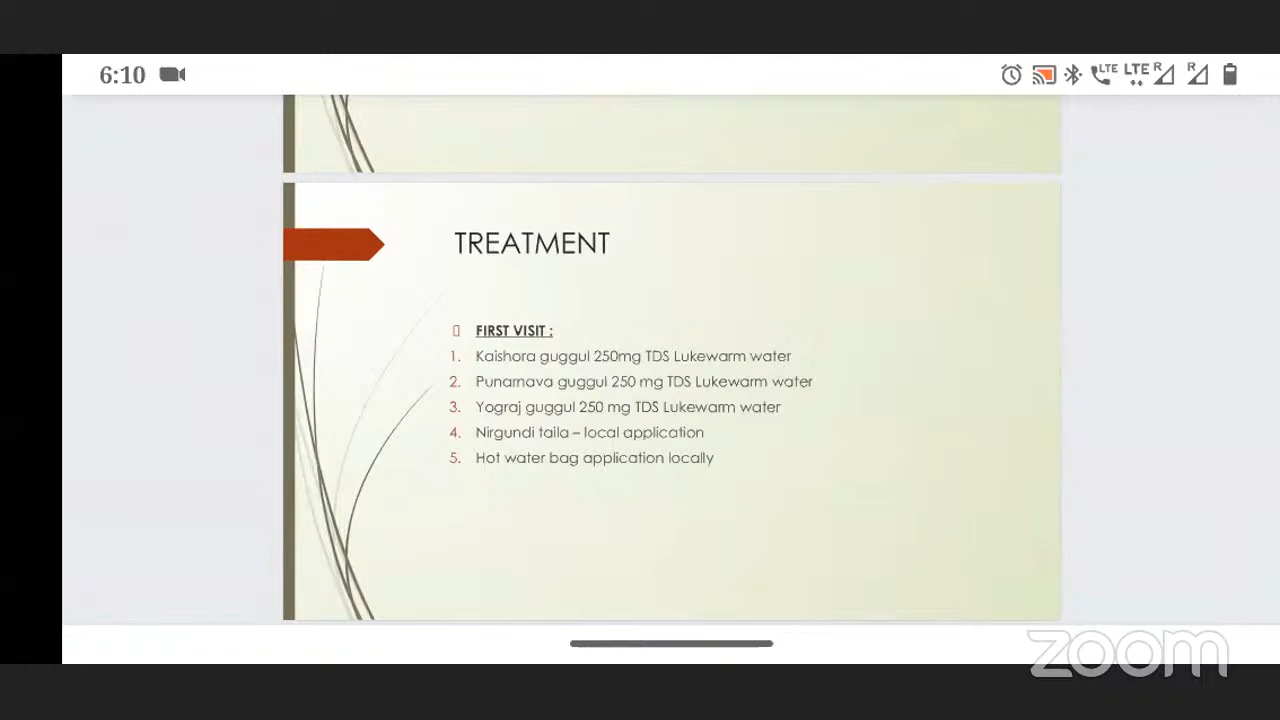 6:10
LTE LTE R R
TREATMENT
FIRST VISIT :
1. Kaishora guggul 250mg TDS Lukewarm water
2. Punarnava guggul 250 mg TDS Lukewarm water
3. Yograj guggul 250 mg TDS Lukewarm water
4. Nirgundi taila – local application
5. Hot water bag application locally
zoom